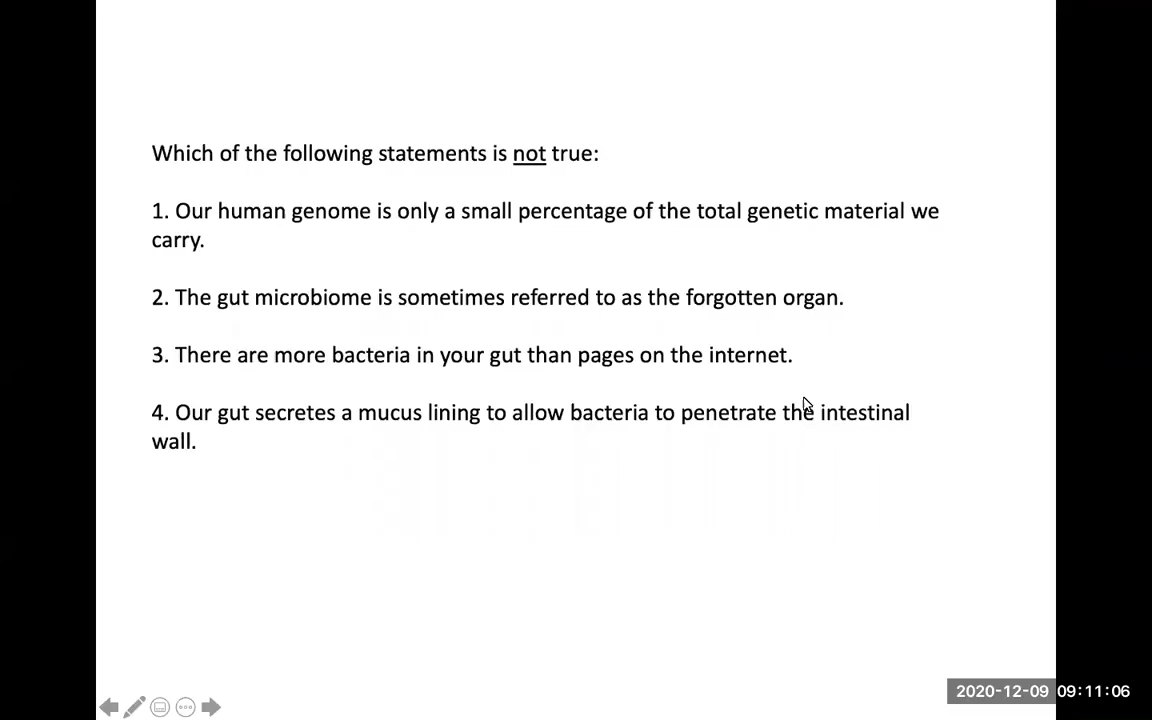 Which of the following statements is not true:
1. Our human genome is only a small percentage of the total genetic material we
carry.
2. The gut microbiome is sometimes referred to as the forgotten organ.
3. There are more bacteria in your gut than pages on the internet.
4. Our gut secretes a mucus lining to allow bacteria to penetrate the intestinal
wall.
2020-12-09 09:11:06